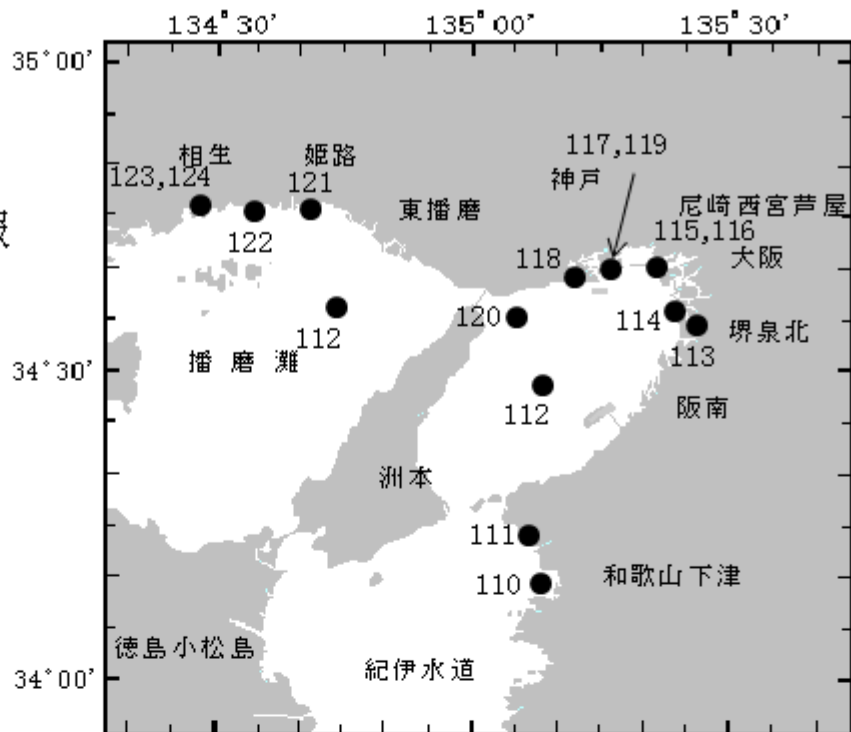 134°30' 135°00' 135°30'
35°00'
117,119
相生 姫路 神戸
123,124 121 東播磨 尼崎西宮芦屋
115,116
122 118 大阪
120 114 堺泉北
112 113
播磨灘
34°30'
112 阪南
洲本
111
110 和歌山下津
徳島小松島
紀伊水道
34°00'